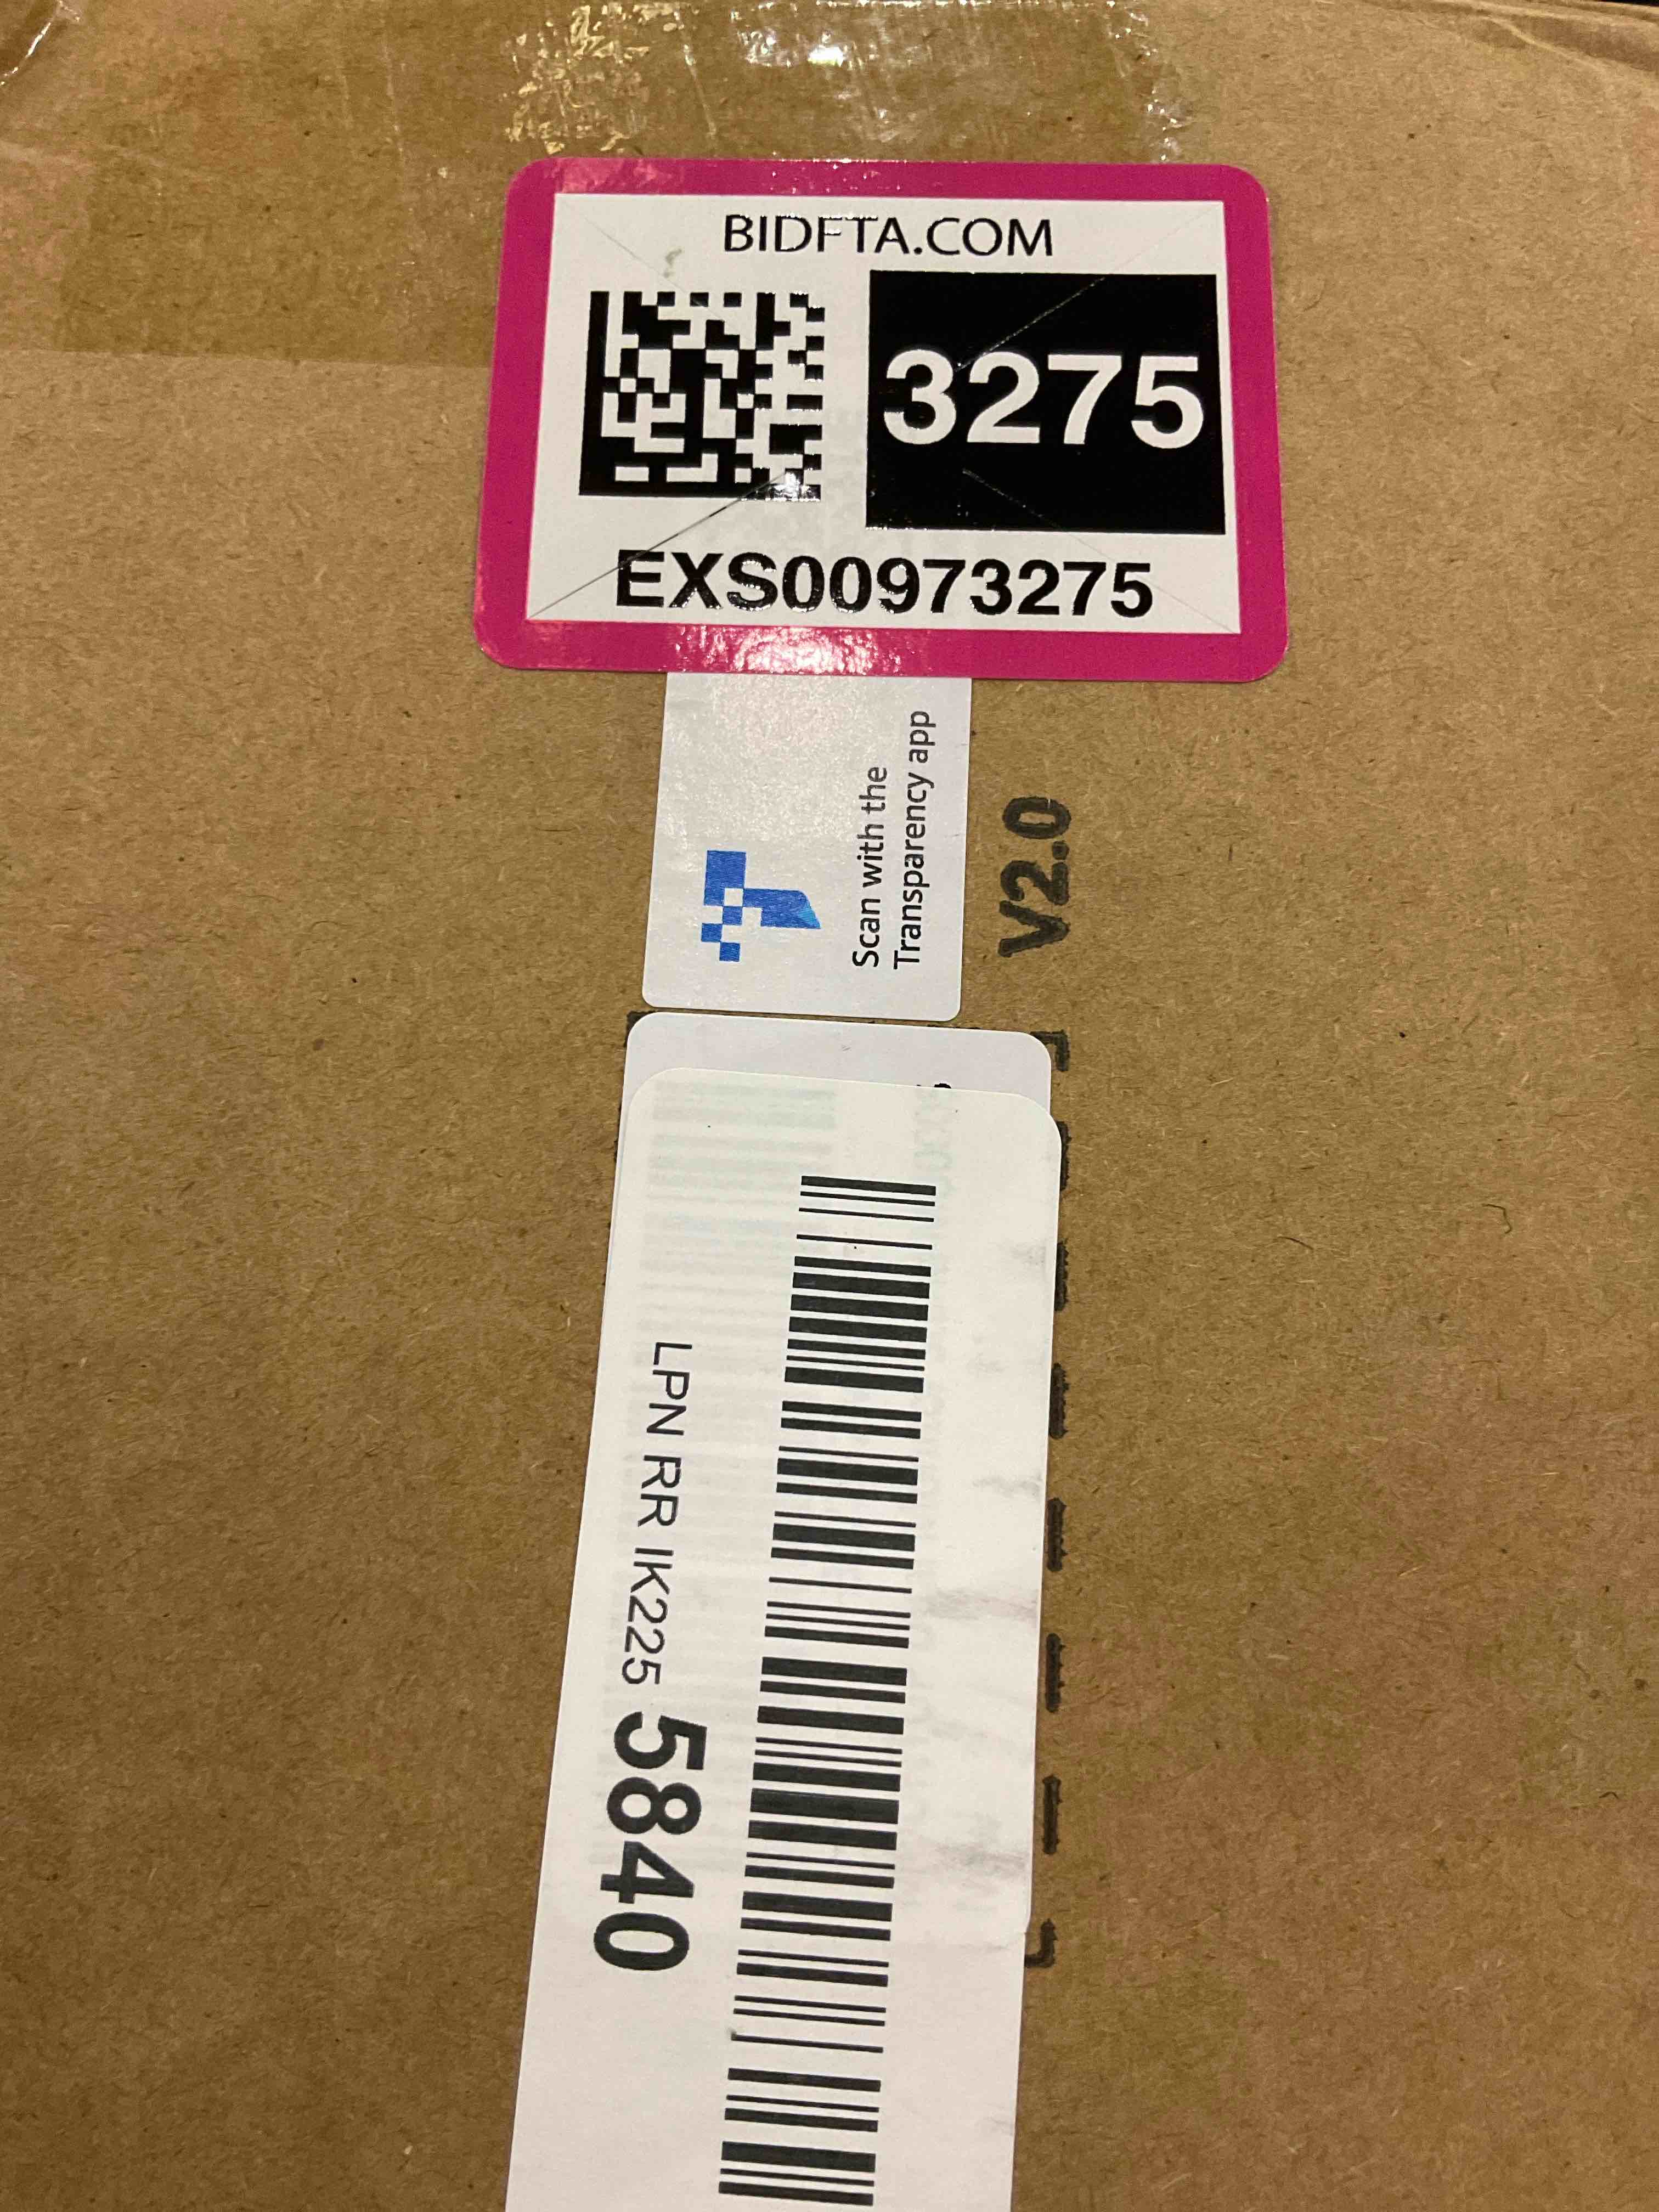 BIDFTA.COM
3275
EXS00973275
Scan with the
Transparency app
V2.0
LPN RR IK225 5840